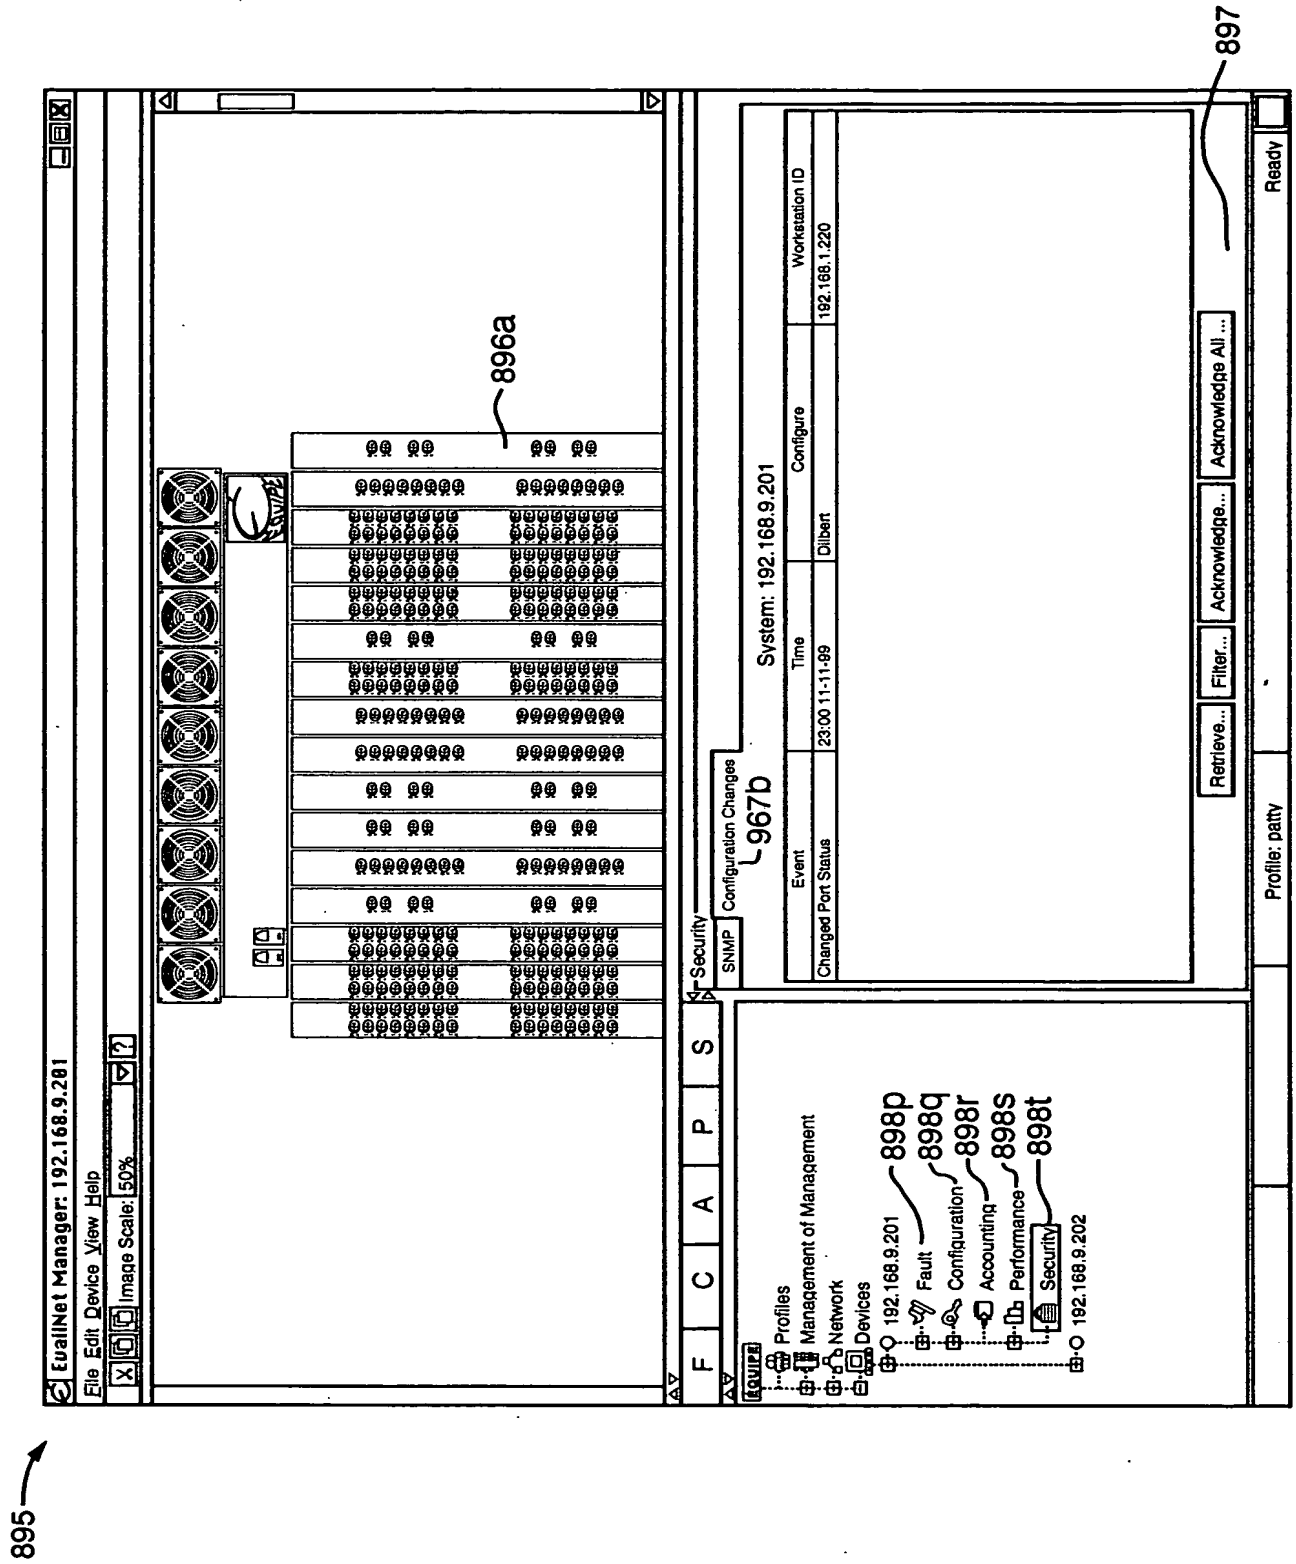 895
EvalNet Manager: 192.168.9.201
File Edit Device View Help
Image Scale: 50% ?
EQUIPE
896a
F C A P S
EQUIPE
Profiles
Management of Management
Network
Devices
192.168.9.201
Fault
898p
Configuration
898q
Accounting
898r
Performance
898s
Security
898t
192.168.9.202
Security
SNMP Configuration Changes
967b
System: 192.168.9.201
Event Time Configure Workstation ID
Changed Port Status 23:00 11-11-99 Dilbert 192.168.1.220
Retrieve... Filter... Acknowledge... Acknowledge All ...
897
Profile: patty Ready